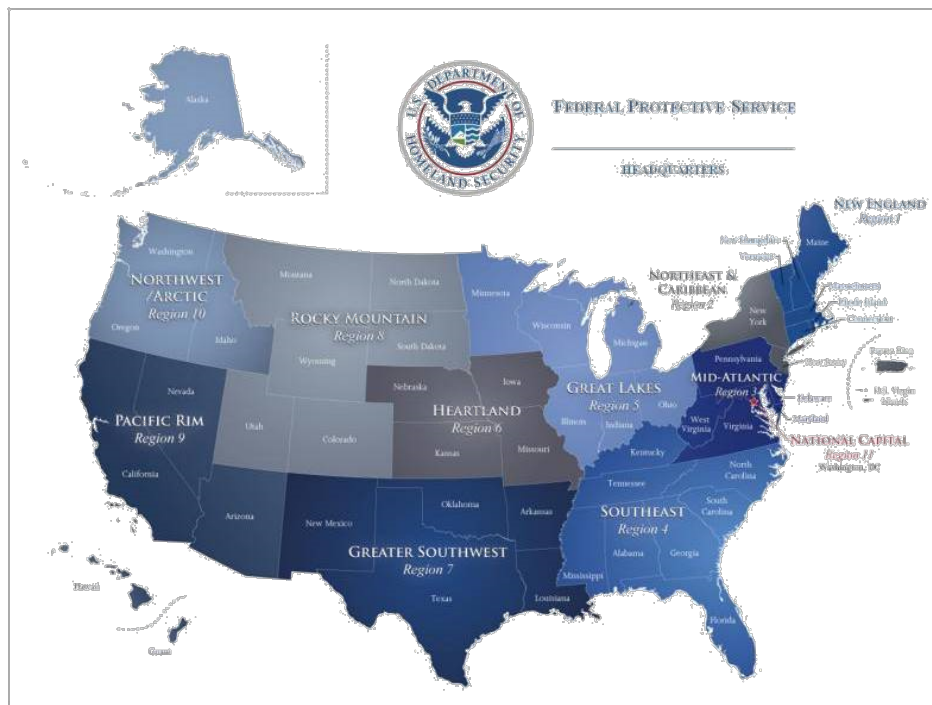 Alaska
U.S. DEPARTMENT OF
HOMELAND SECURITY
FEDERAL PROTECTIVE SERVICE
HEADQUARTERS
NEW ENGLAND
Region 1
Maine
New Hampshire
Vermont
Massachusetts
Rhode Island
Connecticut
NORTHEAST &
CARIBBEAN
Region 2
New York
New Jersey
Puerto Rico
U.S. Virgin
Islands
Washington
NORTHWEST
/ARCTIC
Region 10
Oregon
Idaho
Montana
North Dakota
ROCKY MOUNTAIN
Region 8
South Dakota
Wyoming
Utah
Colorado
Minnesota
Wisconsin
Michigan
GREAT LAKES
Region 5
Illinois
Indiana
Ohio
Pennsylvania
MID-ATLANTIC
Region 3
Delaware
Maryland
West
Virginia
Virginia
NATIONAL CAPITAL
Region 11
Washington, DC
Nebraska
Iowa
HEARTLAND
Region 6
Kansas
Missouri
Nevada
PACIFIC RIM
Region 9
California
Arizona
Hawaii
Guam
New Mexico
Oklahoma
Arkansas
GREATER SOUTHWEST
Region 7
Texas
Louisiana
Kentucky
Tennessee
North
Carolina
South
Carolina
SOUTHEAST
Region 4
Mississippi
Alabama
Georgia
Florida